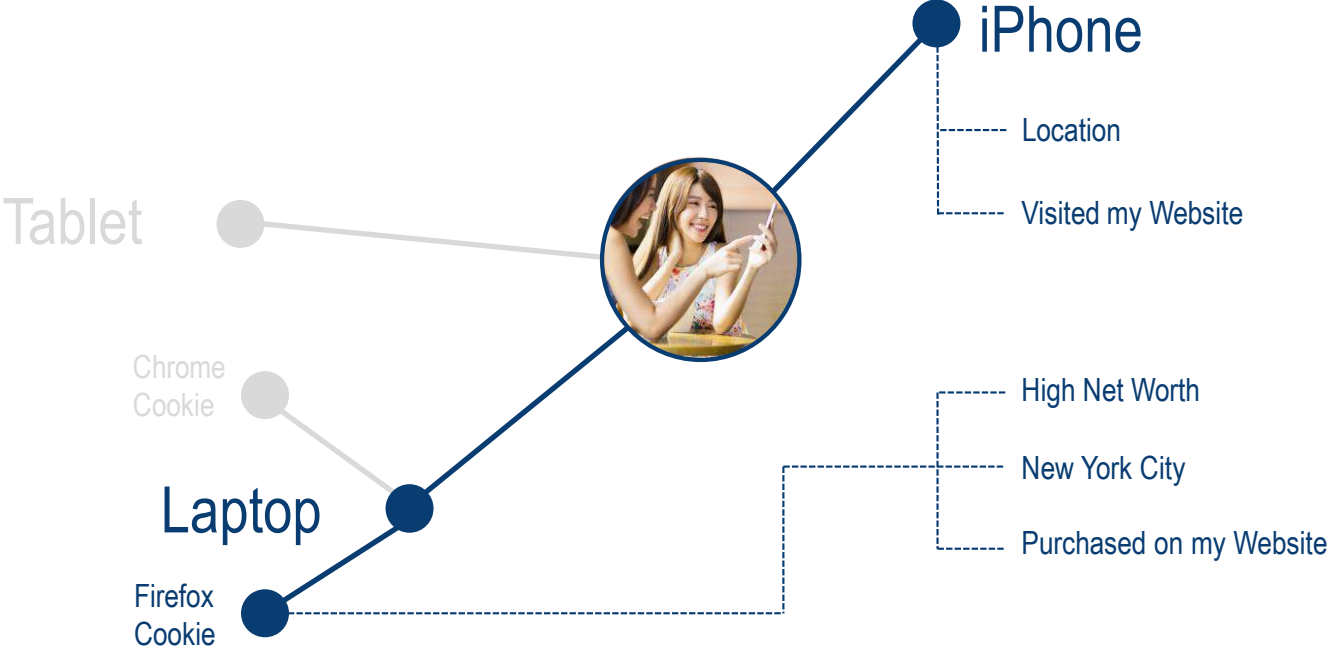 iPhone
Location
Visited my Website
Tablet
Chrome
Cookie
High Net Worth
New York City
Purchased on my Website
Laptop
Firefox
Cookie